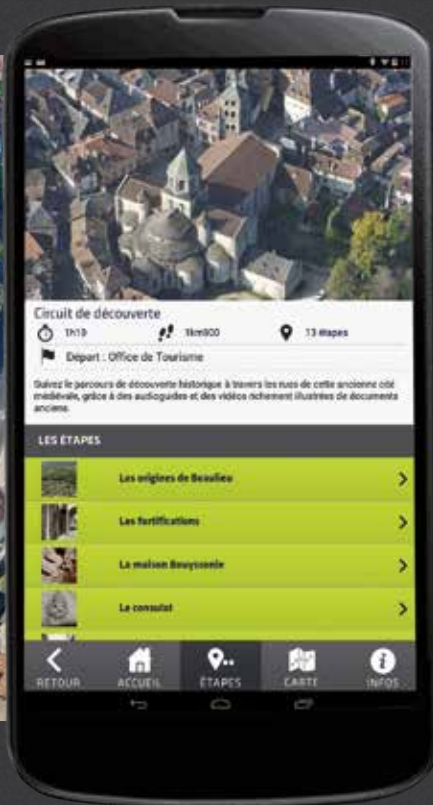 Circuit de découverte
1h10 1km800 13 étapes
Départ : Office de Tourisme
Suivez le parcours de découverte historique à travers les rues de cette ancienne cité
médiévale, grâce à des audioguides et des vidéos richement illustrées de documents
anciens.
LES ÉTAPES
Les origines de Beaulieu
Les fortifications
La maison Bouyssonie
Le consulat
RETOUR ACCUEIL ÉTAPES CARTE INFOS